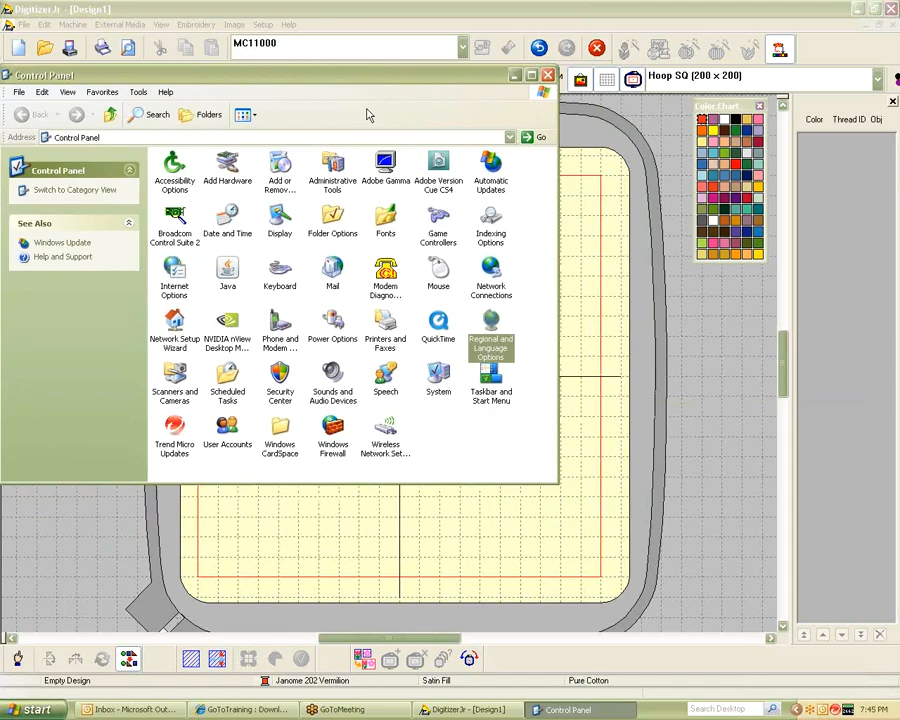 DigitizerJr - [Design1]
File Edit Machine External Media View Embroidery Image Setup Help
MC11000
Control Panel
File Edit View Favorites Tools Help
Back Search Folders
Address Control Panel Go
Hoop SQ (200 x 200)
Color Chart
Color Thread ID Obj
Control Panel
Switch to Category View
See Also
Windows Update
Help and Support
Accessibility Options
Add Hardware
Add or Remov...
Administrative Tools
Adobe Gamma
Adobe Version Cue CS4
Automatic Updates
Broadcom Control Suite 2
Date and Time
Display
Folder Options
Fonts
Game Controllers
Indexing Options
Internet Options
Java
Keyboard
Mail
Modem Diagno...
Mouse
Network Connections
Network Setup Wizard
NVIDIA nView Desktop M...
Phone and Modem ...
Power Options
Printers and Faxes
QuickTime
Regional and Language Options
Scanners and Cameras
Scheduled Tasks
Security Center
Sounds and Audio Devices
Speech
System
Taskbar and Start Menu
Trend Micro Updates
User Accounts
Windows CardSpace
Windows Firewall
Wireless Network Set...
Empty Design Janome 202 Vermilion Satin Fill Pure Cotton
start Inbox - Microsoft Out... GoToTraining : Downl... GoToMeeting DigitizerJr - [Design1] Control Panel Search Desktop 7:45 PM